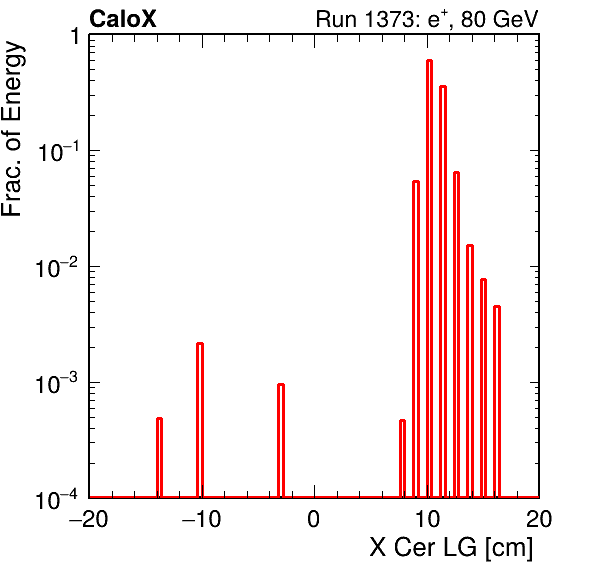 CaloX Run 1373: e⁺, 80 GeV
Frac. of Energy
1
10⁻¹
10⁻²
10⁻³
10⁻⁴
−20 −10 0 10 20
X Cer LG [cm]